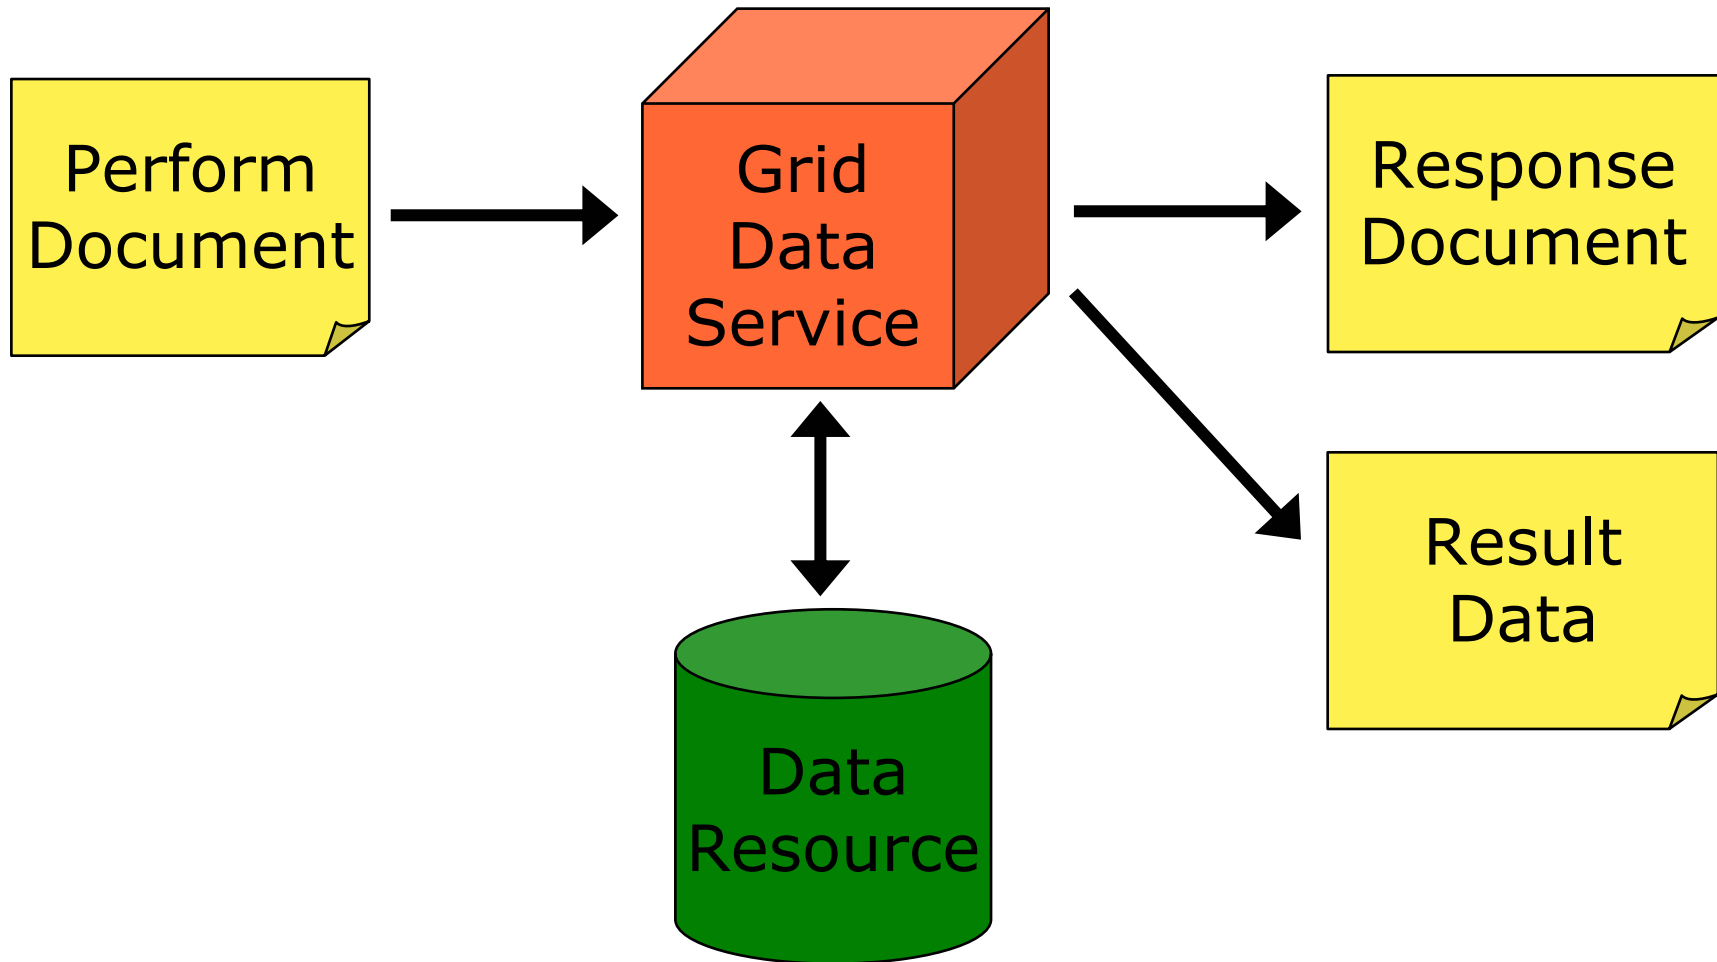 Perform
Document
Grid
Data
Service
Response
Document
Result
Data
Data
Resource